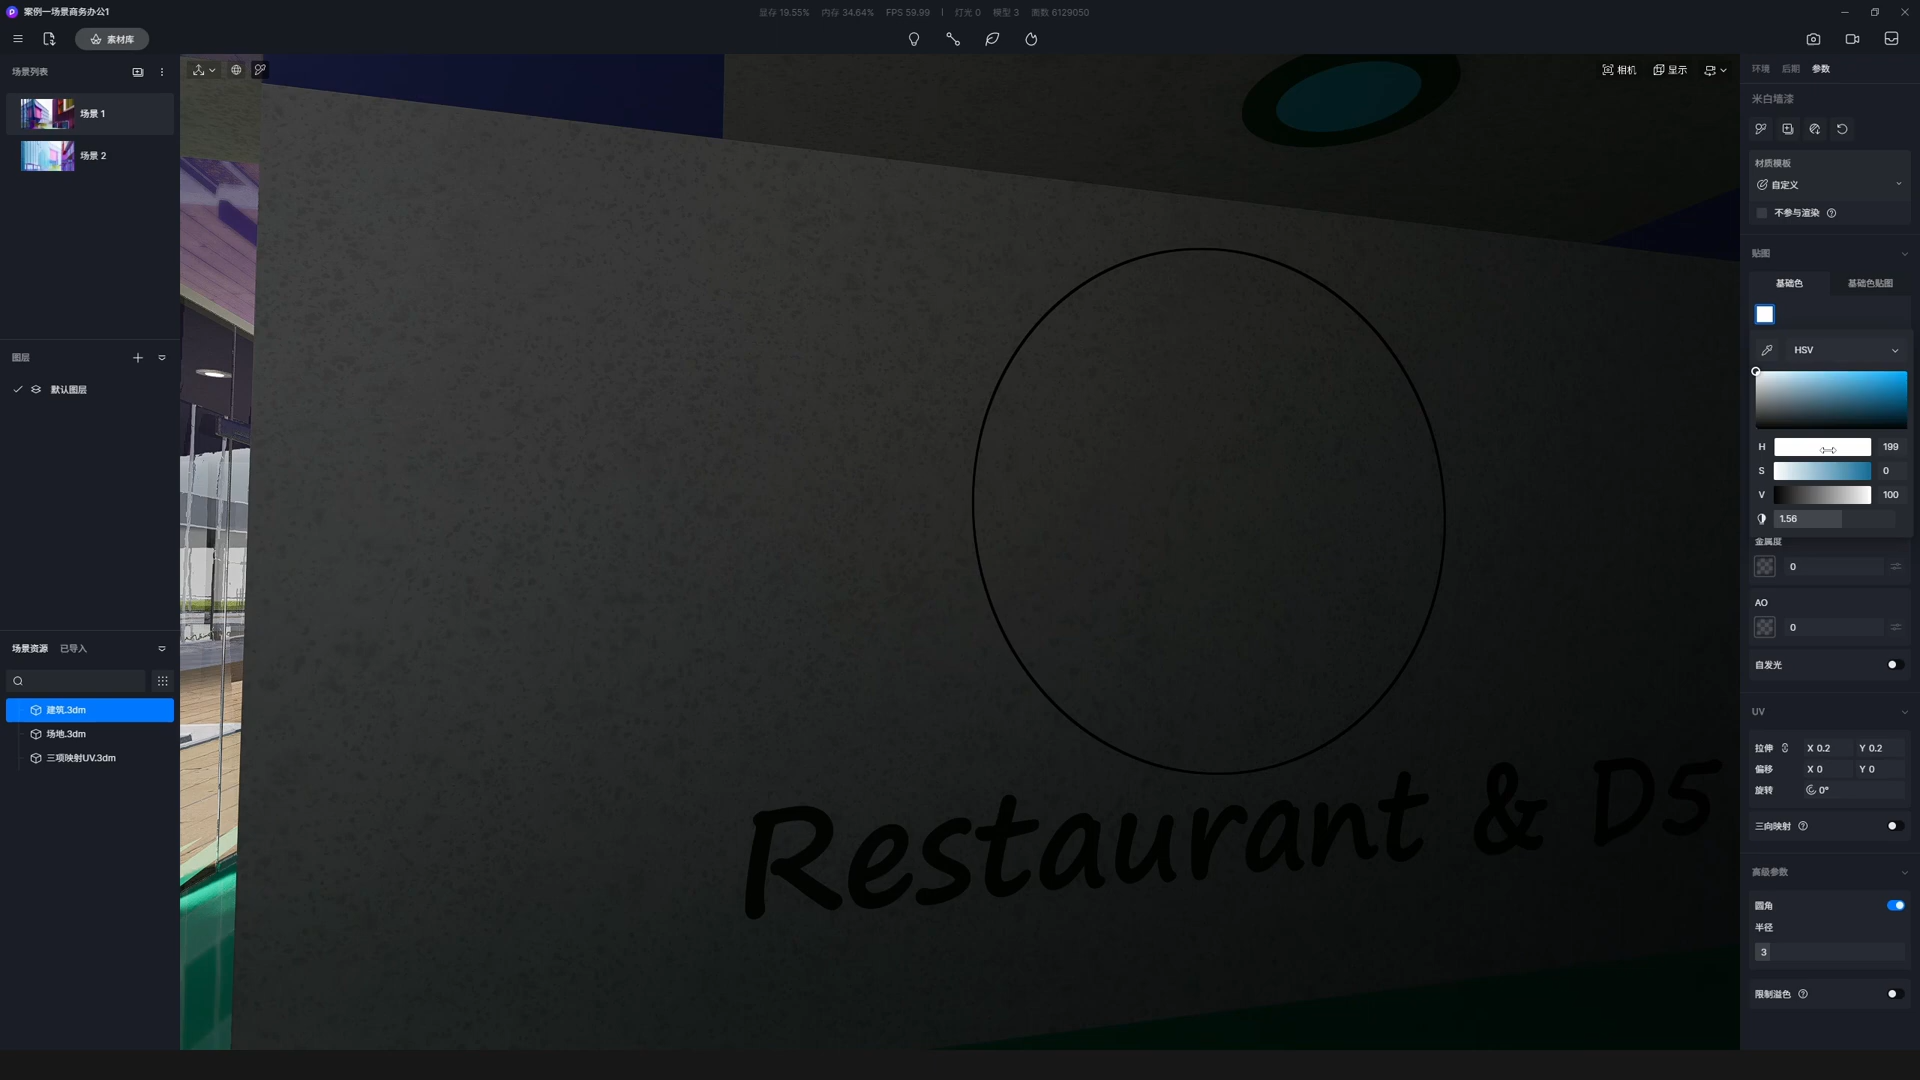 案例一场景商务办公1
显存 19.55% 内存 34.64% FPS 59.99 | 灯光 0 模型 3 面数 6129050
素材库
场景列表
相机 显示
环境 后期 参数
米白墙漆
场景 1
场景 2
材质模板
自定义
不参与渲染
贴图
基础色 基础色贴图
HSV
H 199
S 0
V 100
1.56
图层
默认图层
金属度
0
AO
0
自发光
场景资源 已导入
建筑.3dm
场地.3dm
三项映射UV.3dm
UV
拉伸 X 0.2 Y 0.2
偏移 X 0 Y 0
旋转 0°
三向映射
Restaurant & D5
高级参数
圆角
半径
3
限制溢色